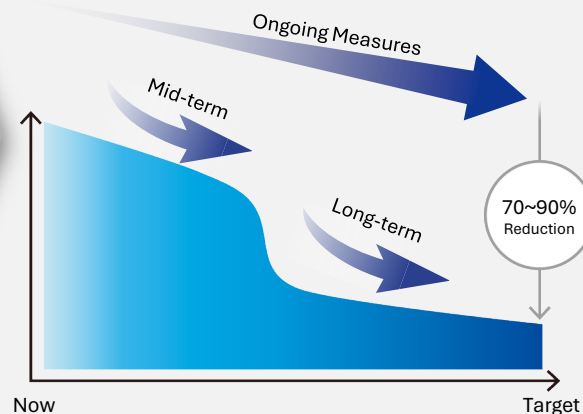 Ongoing Measures
Mid-term
Long-term
70~90%
Reduction
Now
Target